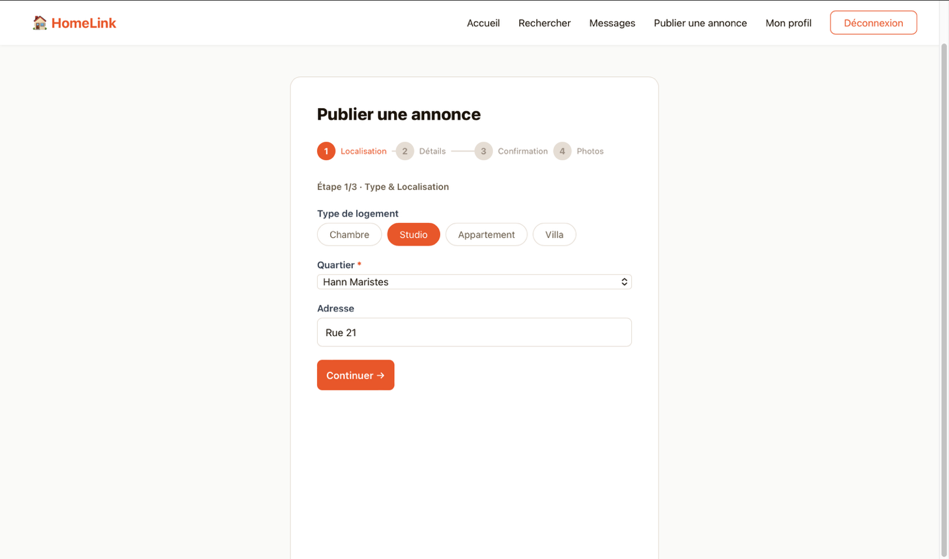 HomeLink
Accueil Rechercher Messages Publier une annonce Mon profil Déconnexion
Publier une annonce
1 Localisation 2 Détails 3 Confirmation 4 Photos
Étape 1/3 · Type & Localisation
Type de logement
Chambre Studio Appartement Villa
Quartier *
Hann Maristes
Adresse
Rue 21
Continuer →